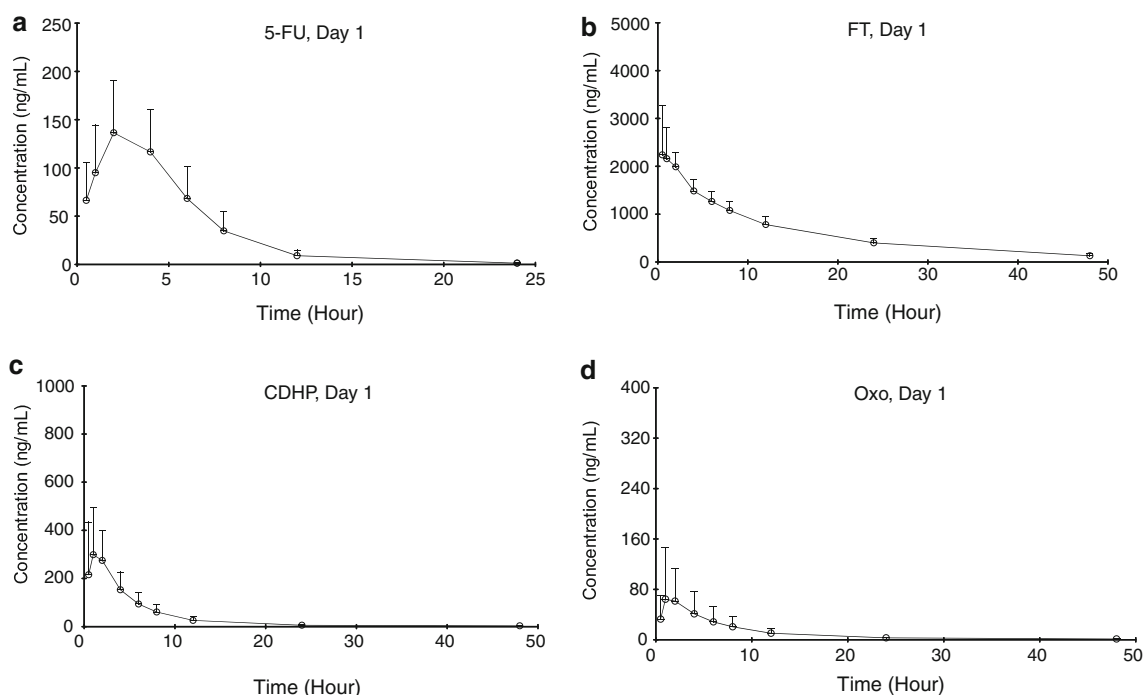 a
5-FU, Day 1
Concentration (ng/mL)
250
200
150
100
50
0
0 5 10 15 20 25
Time (Hour)
b
FT, Day 1
Concentration (ng/mL)
5000
4000
3000
2000
1000
0
0 10 20 30 40 50
Time (Hour)
c
CDHP, Day 1
Concentration (ng/mL)
1000
800
600
400
200
0
0 10 20 30 40 50
Time (Hour)
d
Oxo, Day 1
Concentration (ng/mL)
400
320
240
160
80
0
0 10 20 30 40 50
Time (Hour)